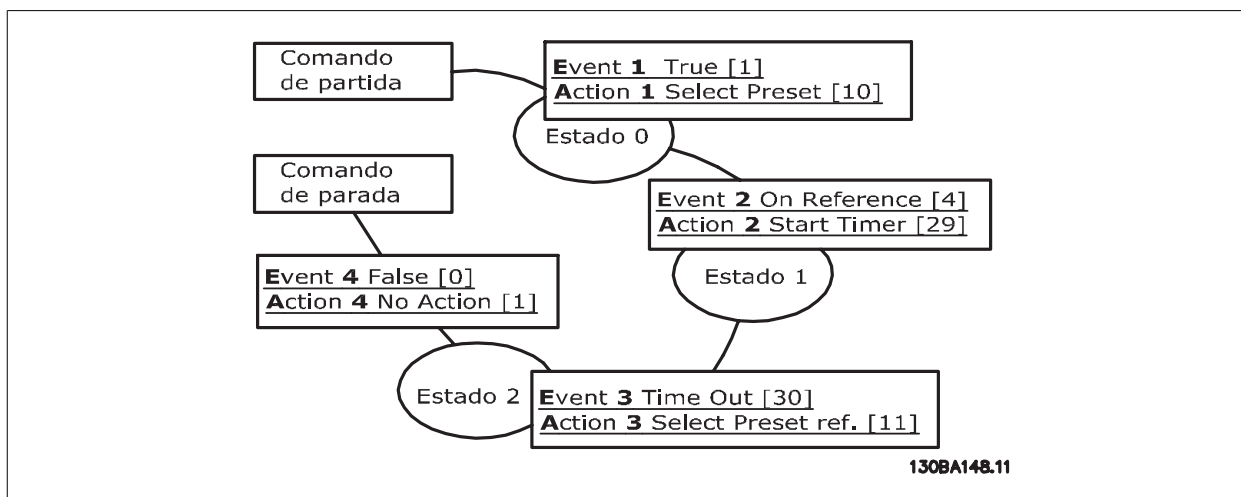 Comando
de partida
Event 1 True [1]
Action 1 Select Preset [10]
Estado 0
Comando
de parada
Event 2 On Reference [4]
Action 2 Start Timer [29]
Event 4 False [0]
Action 4 No Action [1]
Estado 1
Estado 2
Event 3 Time Out [30]
Action 3 Select Preset ref. [11]
130BA148.11